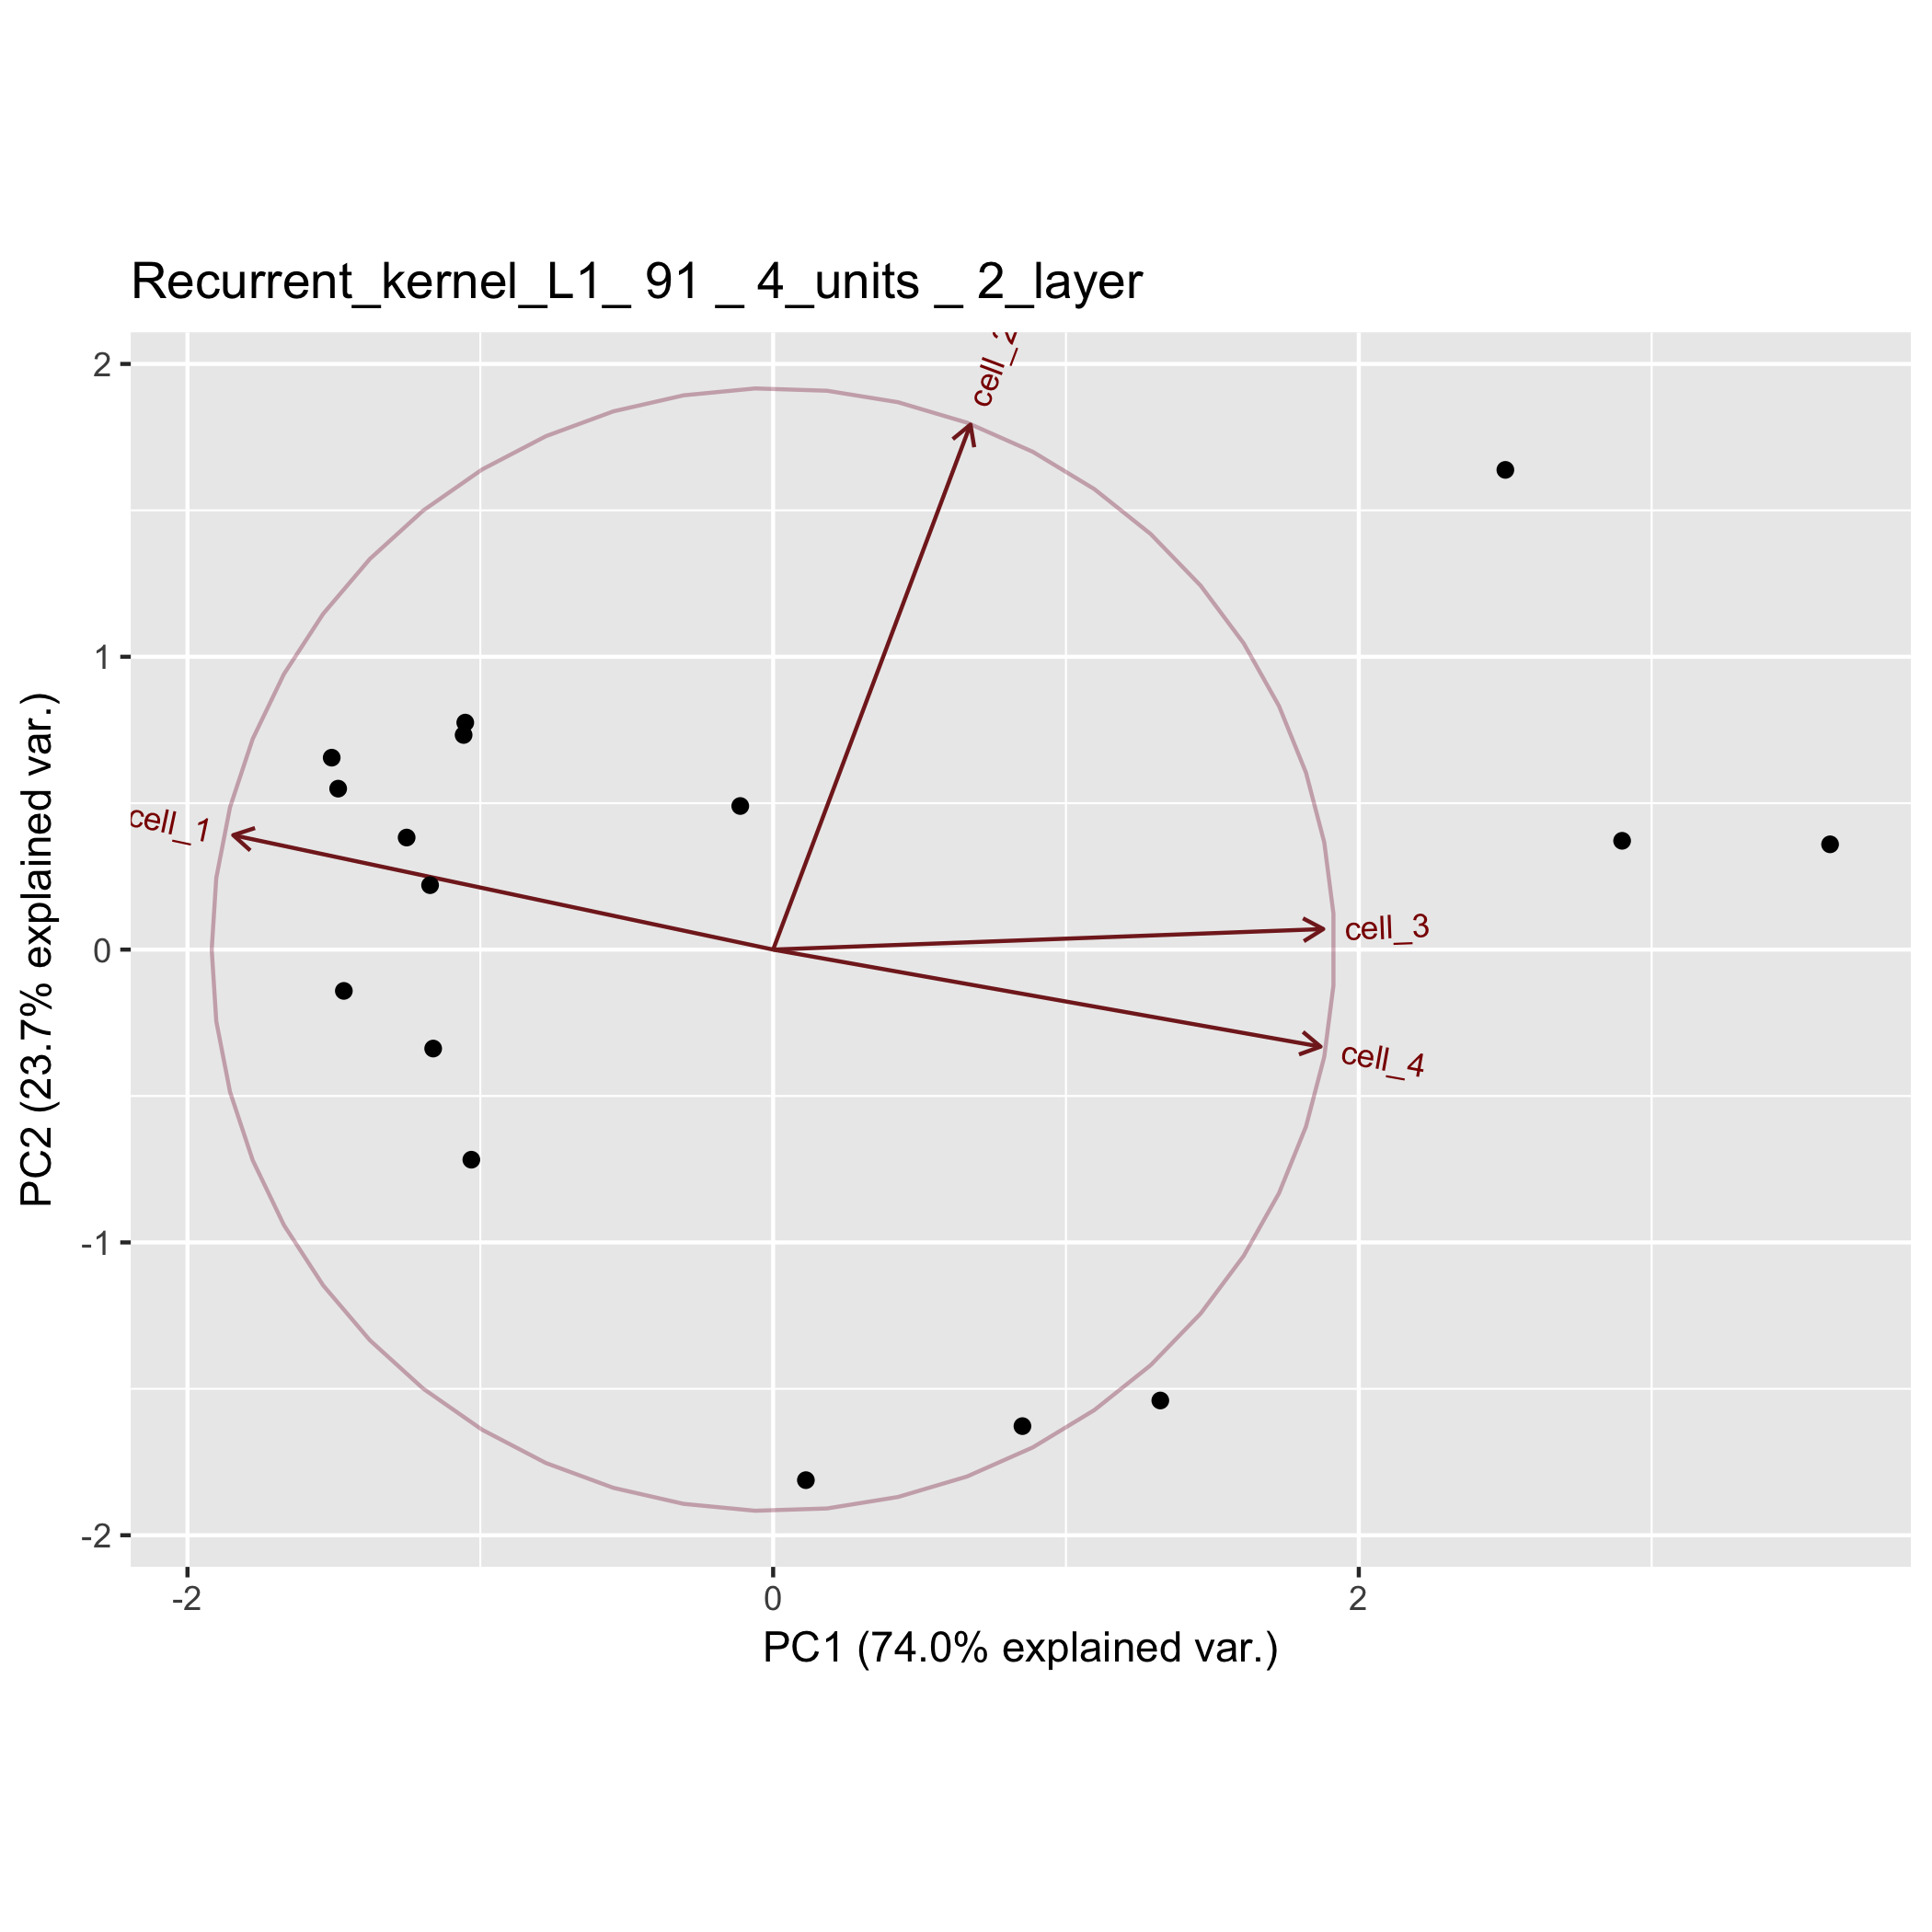 Recurrent_kernel_L1_ 91 _ 4_units _ 2_layer
2
1
0
-1
-2
PC2 (23.7% explained var.)
cell_1
cell_2
cell_3
cell_4
-2
0
2
PC1 (74.0% explained var.)